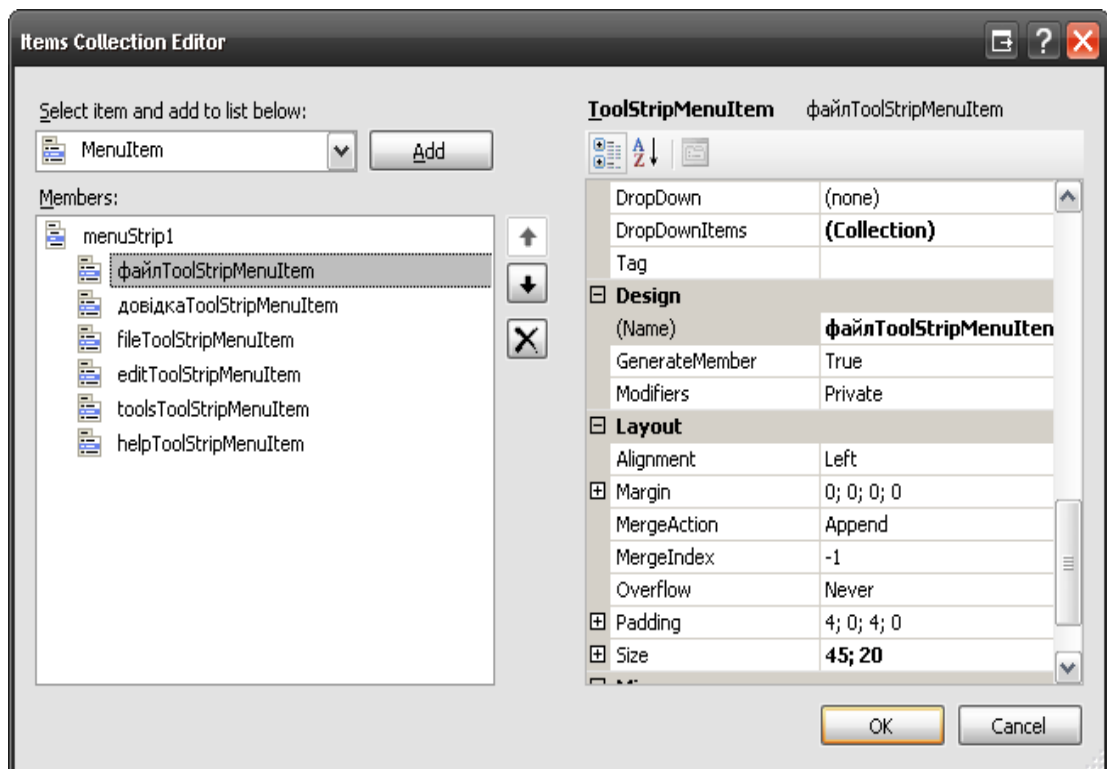 Items Collection Editor
Select item and add to list below:
MenuItem
Add
Members:
menuStrip1
файлToolStripMenuItem
довідкаToolStripMenuItem
fileToolStripMenuItem
editToolStripMenuItem
toolsToolStripMenuItem
helpToolStripMenuItem
ToolStripMenuItem файлToolStripMenuItem
DropDown (none)
DropDownItems (Collection)
Tag
Design
(Name) файлToolStripMenuIten
GenerateMember True
Modifiers Private
Layout
Alignment Left
Margin 0; 0; 0; 0
MergeAction Append
MergeIndex -1
Overflow Never
Padding 4; 0; 4; 0
Size 45; 20
OK
Cancel